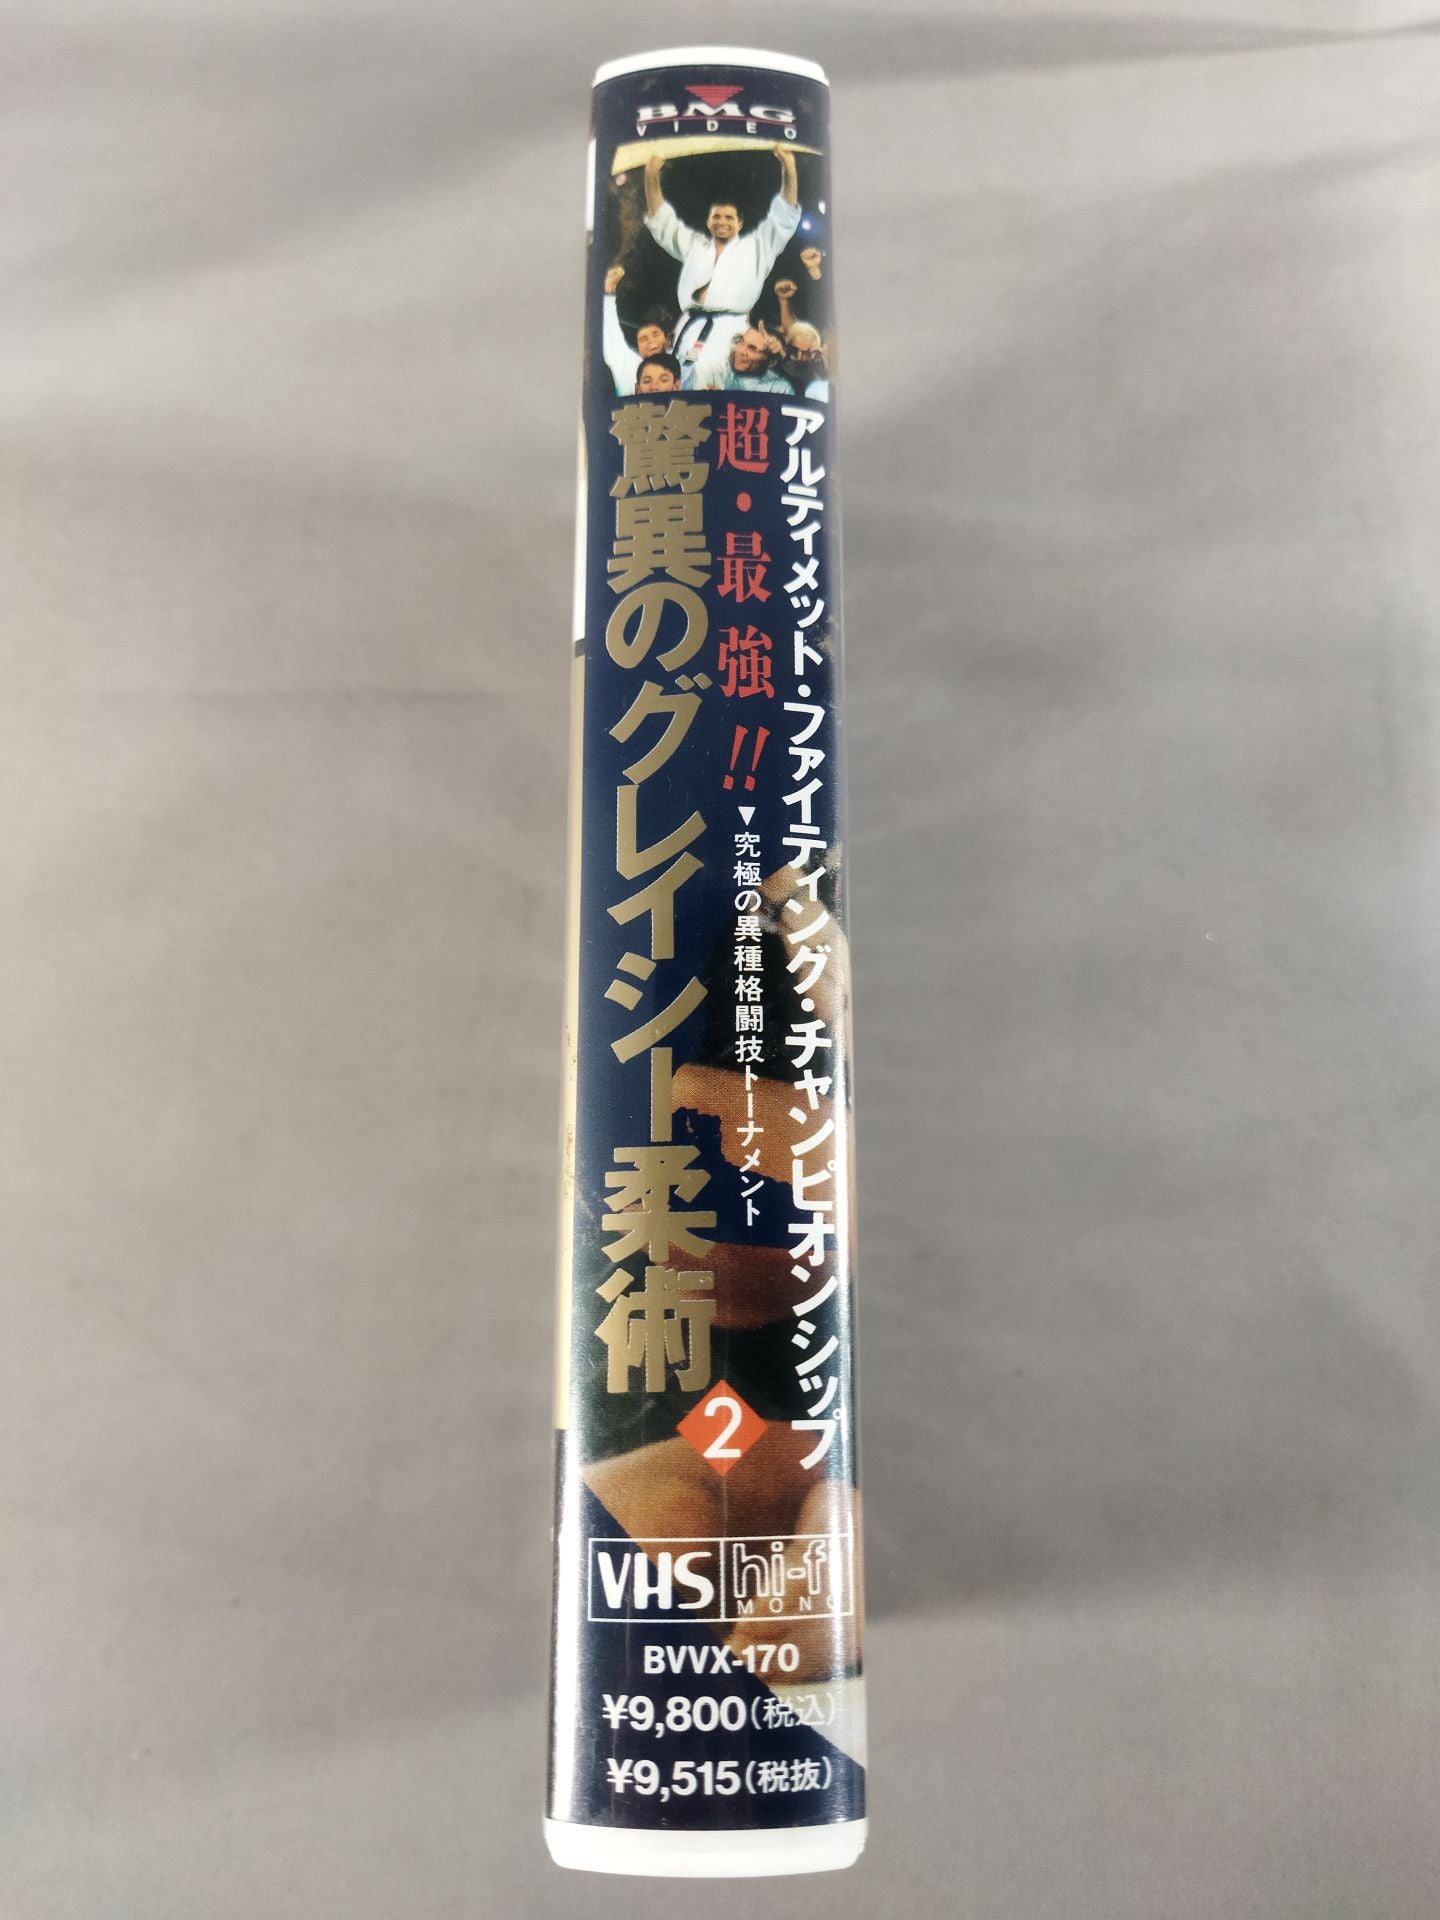 BMG
VIDEO
アルティメット・ファイティング・チャンピオンシップ
超・最強!!
▼究極の異種格闘技トーナメント
驚異のグレイシー柔術
2
VHS
hi-fi
MONO
BVVX-170
¥9,800(税込)
¥9,515(税抜)